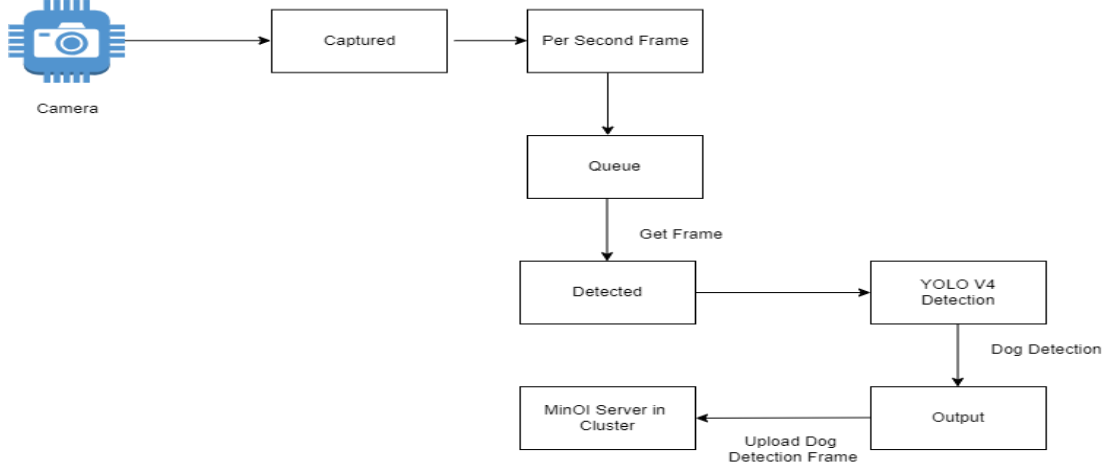 Camera
Captured
Per Second Frame
Queue
Get Frame
Detected
YOLO V4
Detection
Dog Detection
Output
Upload Dog
Detection Frame
MinOI Server in
Cluster